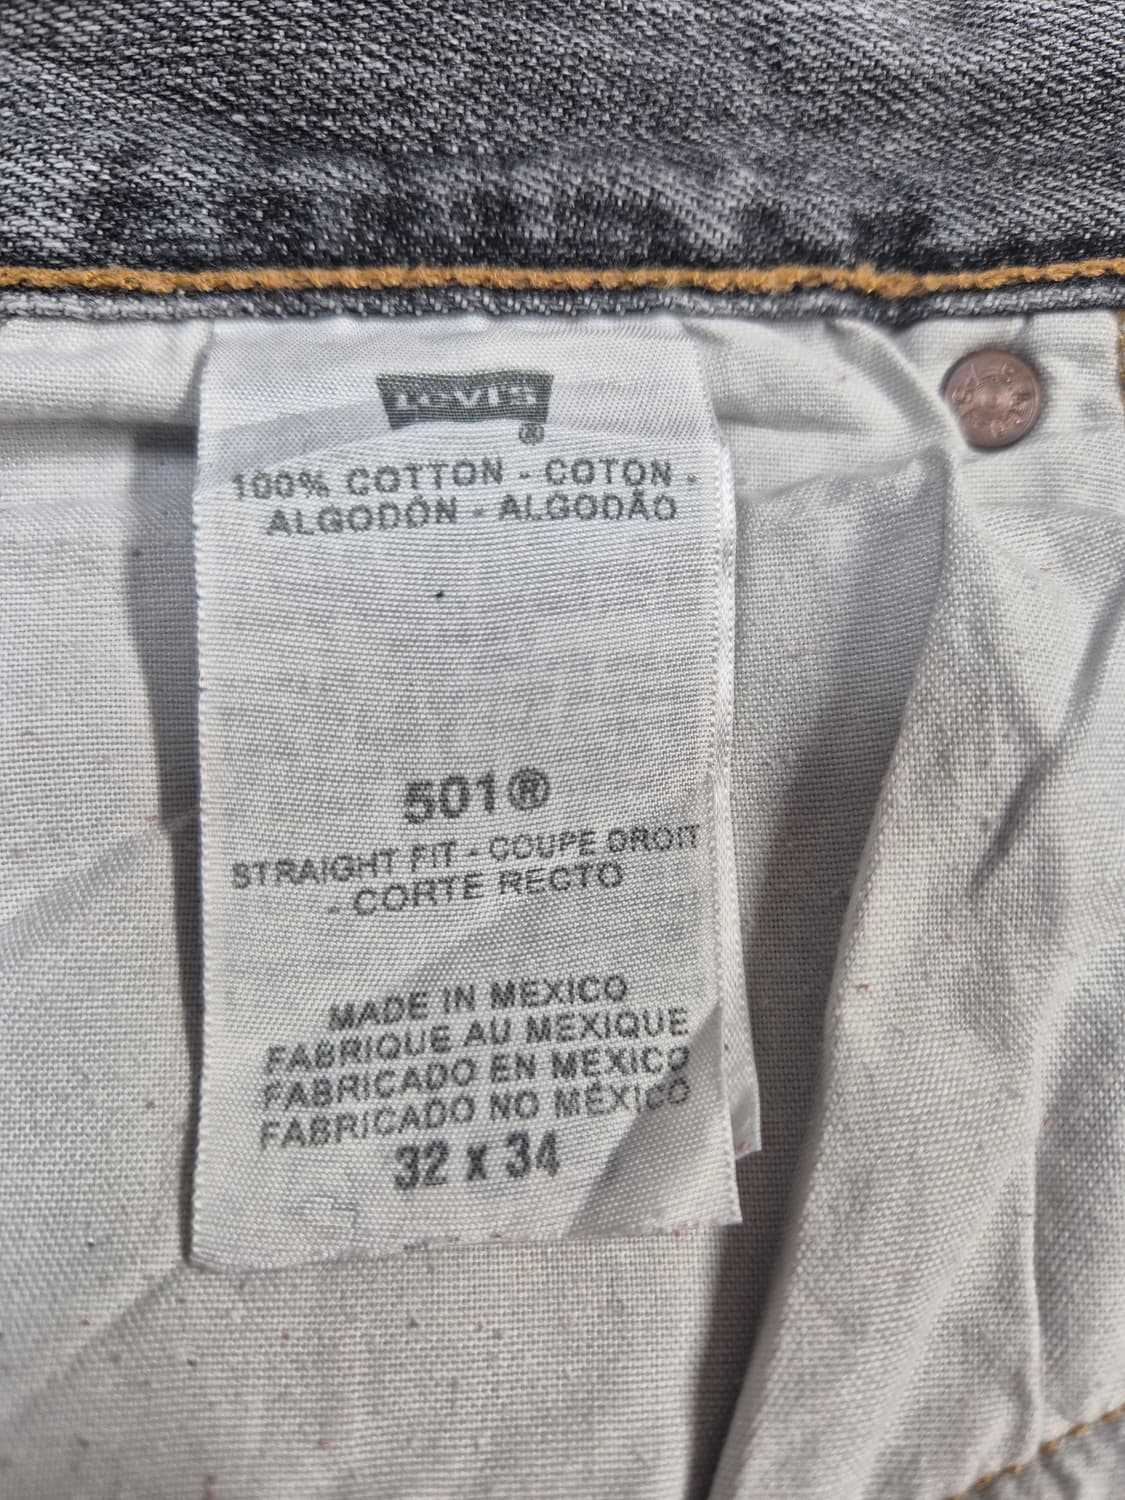 Levi's
®
100% COTTON - COTON -
ALGODÓN - ALGODÃO
501®
STRAIGHT FIT - COUPE DROIT
- CORTE RECTO
MADE IN MEXICO
FABRIQUE AU MEXIQUE
FABRICADO EN MEXICO
FABRICADO NO MÉXICO
32 x 34